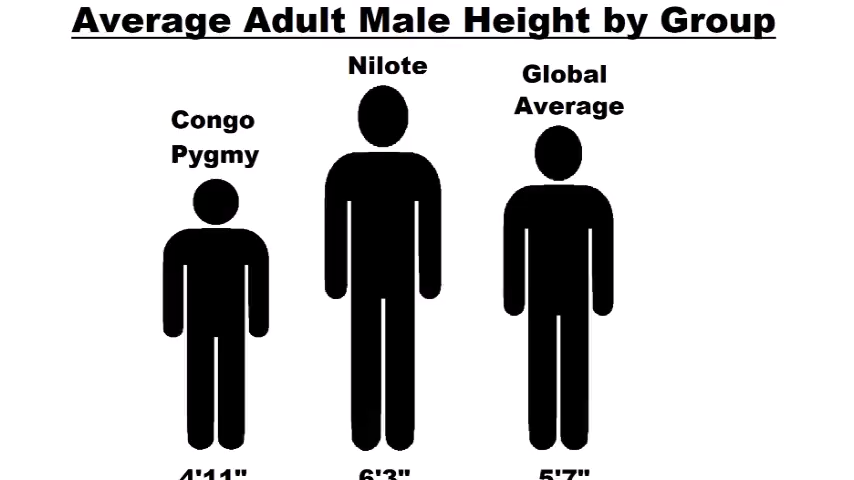 Average Adult Male Height by Group
Nilote
Global
Average
Congo
Pygmy
4'11"
6'3"
5'7"